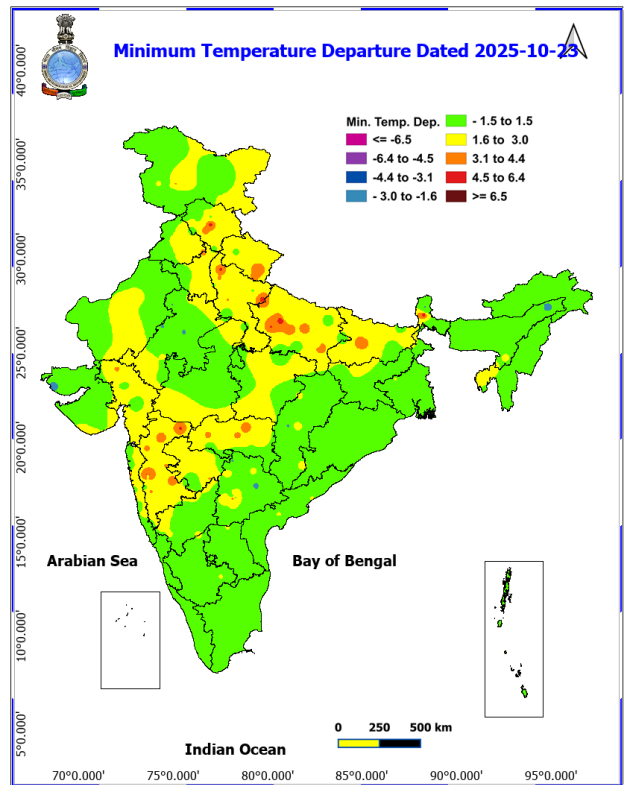 Minimum Temperature Departure Dated 2025-10-23
Min. Temp. Dep.
<= -6.5
-6.4 to -4.5
-4.4 to -3.1
- 3.0 to -1.6
- 1.5 to 1.5
1.6 to 3.0
3.1 to 4.4
4.5 to 6.4
>= 6.5
40°0.000'
35°0.000'
30°0.000'
25°0.000'
20°0.000'
15°0.000'
10°0.000'
5°0.000'
Arabian Sea
Bay of Bengal
Indian Ocean
0 250 500 km
70°0.000' 75°0.000' 80°0.000' 85°0.000' 90°0.000' 95°0.000'